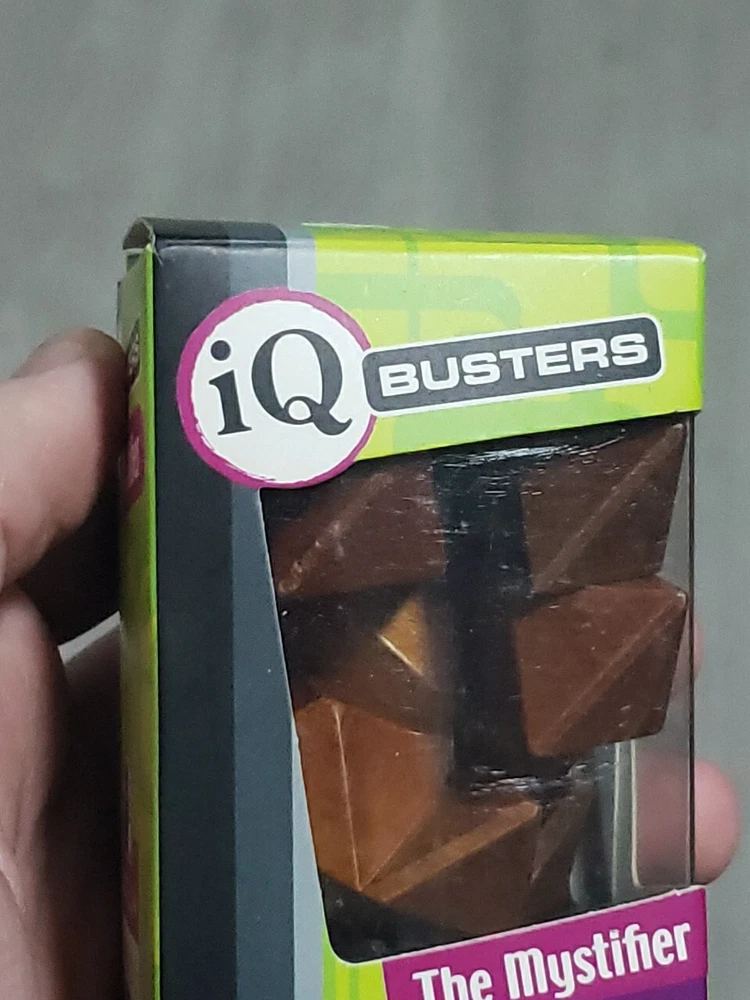 iQ
BUSTERS
The Mystifier